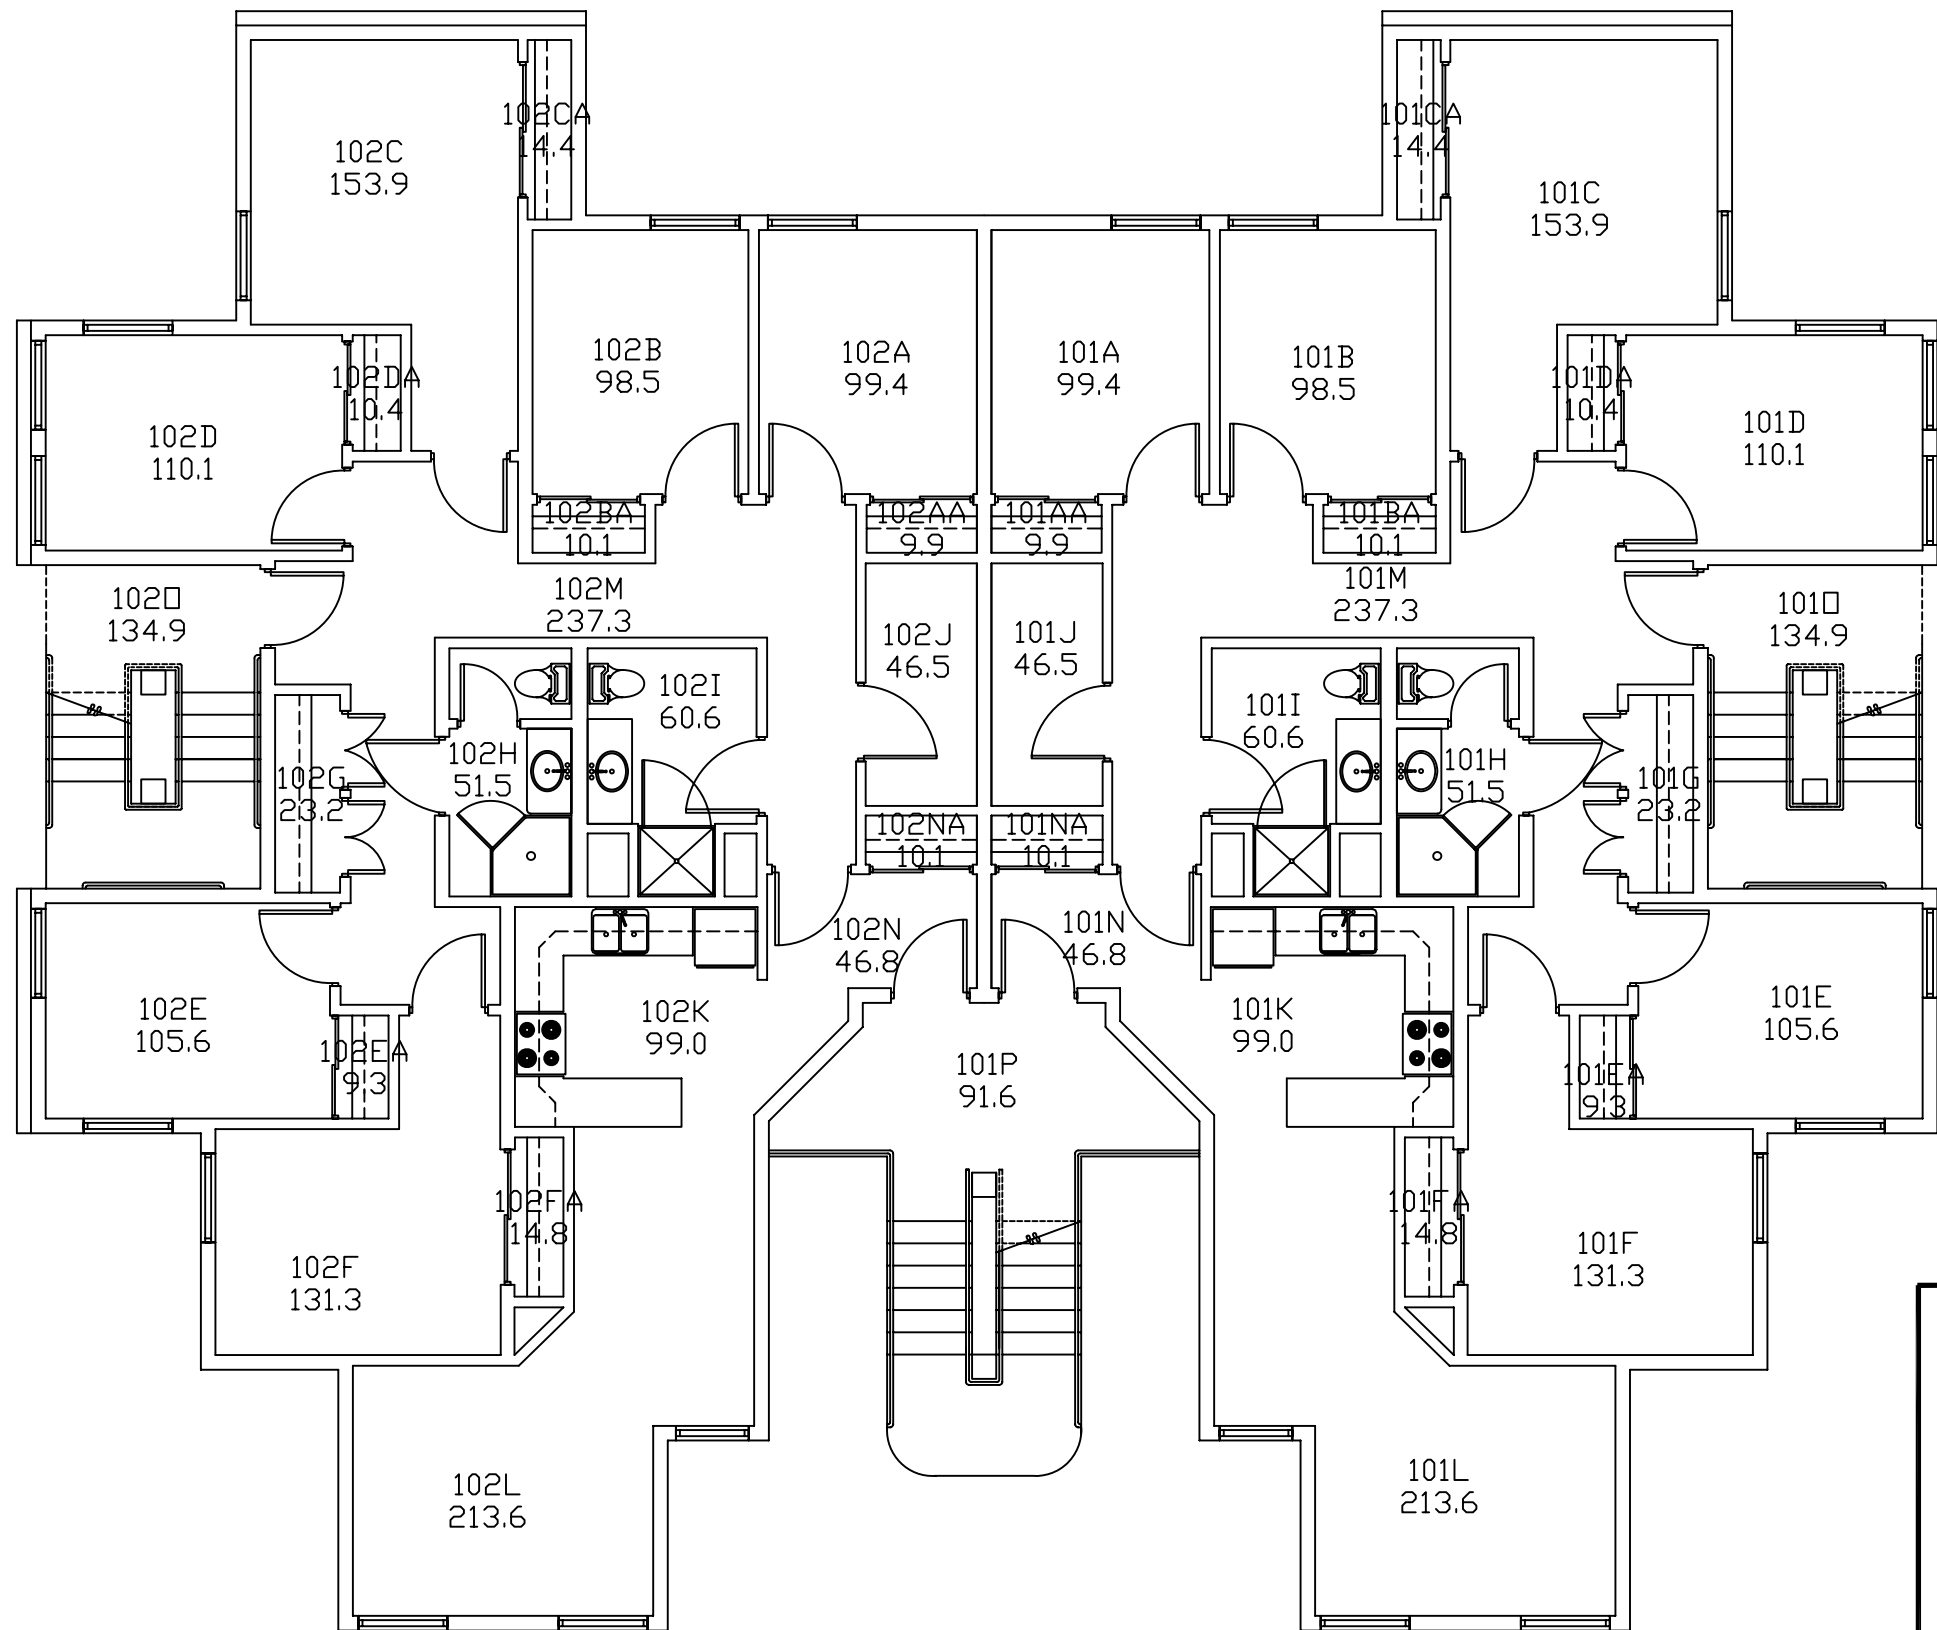 102CA
14.4
101CA
14.4
102C
153.9
101C
153.9
102B
98.5
102A
99.4
101A
99.4
101B
98.5
102DA
10.4
101DA
10.4
102D
110.1
101D
110.1
102BA
10.1
102AA
9.9
101AA
9.9
101BA
10.1
102M
237.3
101M
237.3
102O
134.9
101O
134.9
102J
46.5
101J
46.5
102I
60.6
101I
60.6
102H
51.5
101H
51.5
102G
23.2
101G
23.2
102NA
10.1
101NA
10.1
102N
46.8
101N
46.8
102E
105.6
102K
99.0
101K
99.0
101E
105.6
102EA
9.3
101P
91.6
101EA
9.3
102FA
14.8
101FA
14.8
102F
131.3
101F
131.3
102L
213.6
101L
213.6